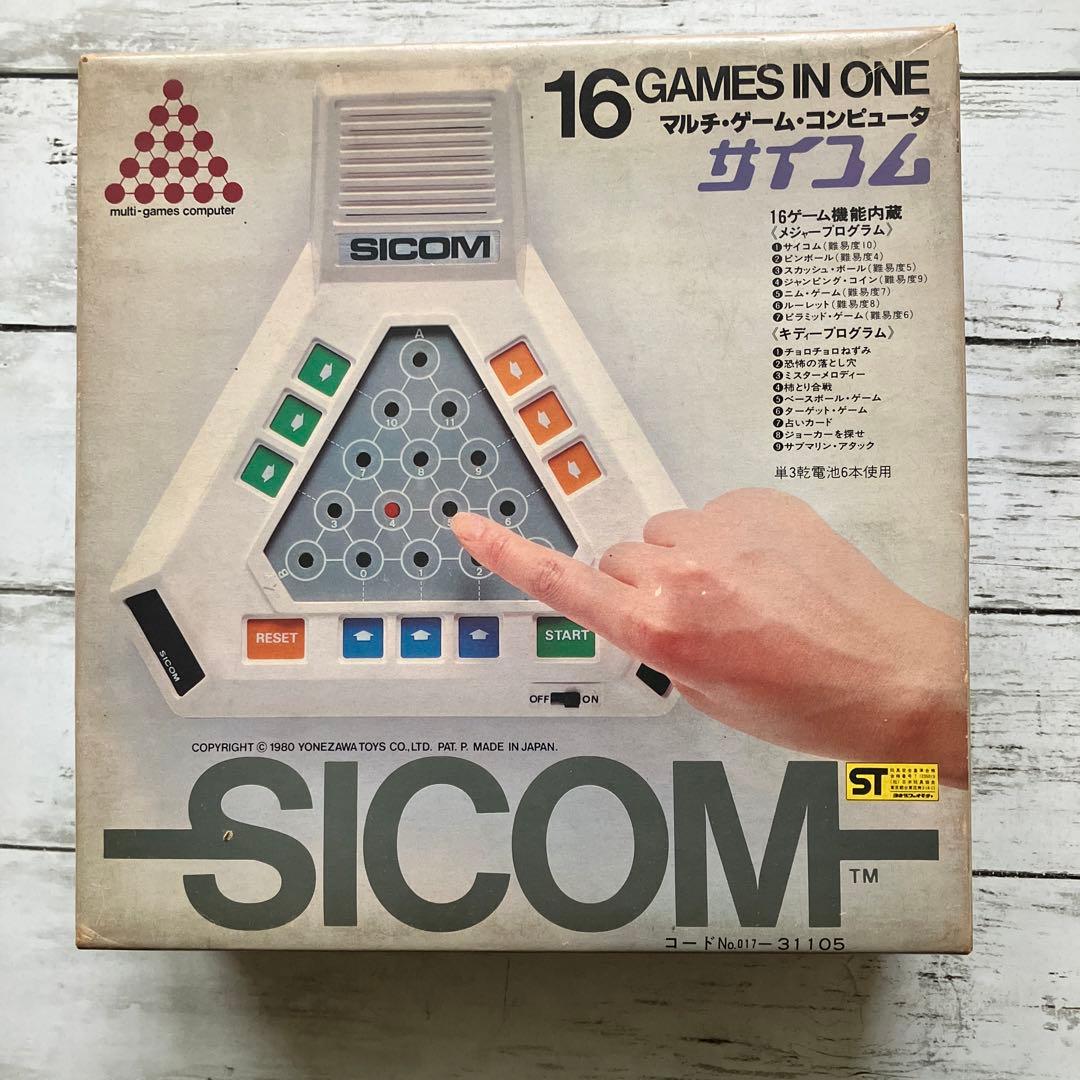 16 GAMES IN ONE
マルチ・ゲーム・コンピュータ
サイコム
multi-games computer
16ゲーム機能内蔵
《メジャープログラム》
❶サイコム(難易度10)
❷ピンボール(難易度4)
❸スカッシュ・ボール(難易度5)
❹ジャンピング・コイン(難易度9)
❺ニム・ゲーム(難易度7)
❻ルーレット(難易度8)
❼ピラミッド・ゲーム(難易度6)
《キディープログラム》
❶チョロチョロねずみ
❷恐怖の落とし穴
❸ミスターメロディー
❹柿とり合戦
❺ベースボール・ゲーム
❻ターゲット・ゲーム
❼占いカード
❽ジョーカーを探せ
❾サブマリン・アタック
単3乾電池6本使用
SICOM
A
10 11
7 8 9
3 4 5 6
B 0 1 2
RESET
START
SICOM
OFF ON
COPYRIGHT © 1980 YONEZAWA TOYS CO., LTD. PAT. P. MADE IN JAPAN.
ST
SICOM
TM
コードNo.017-31105